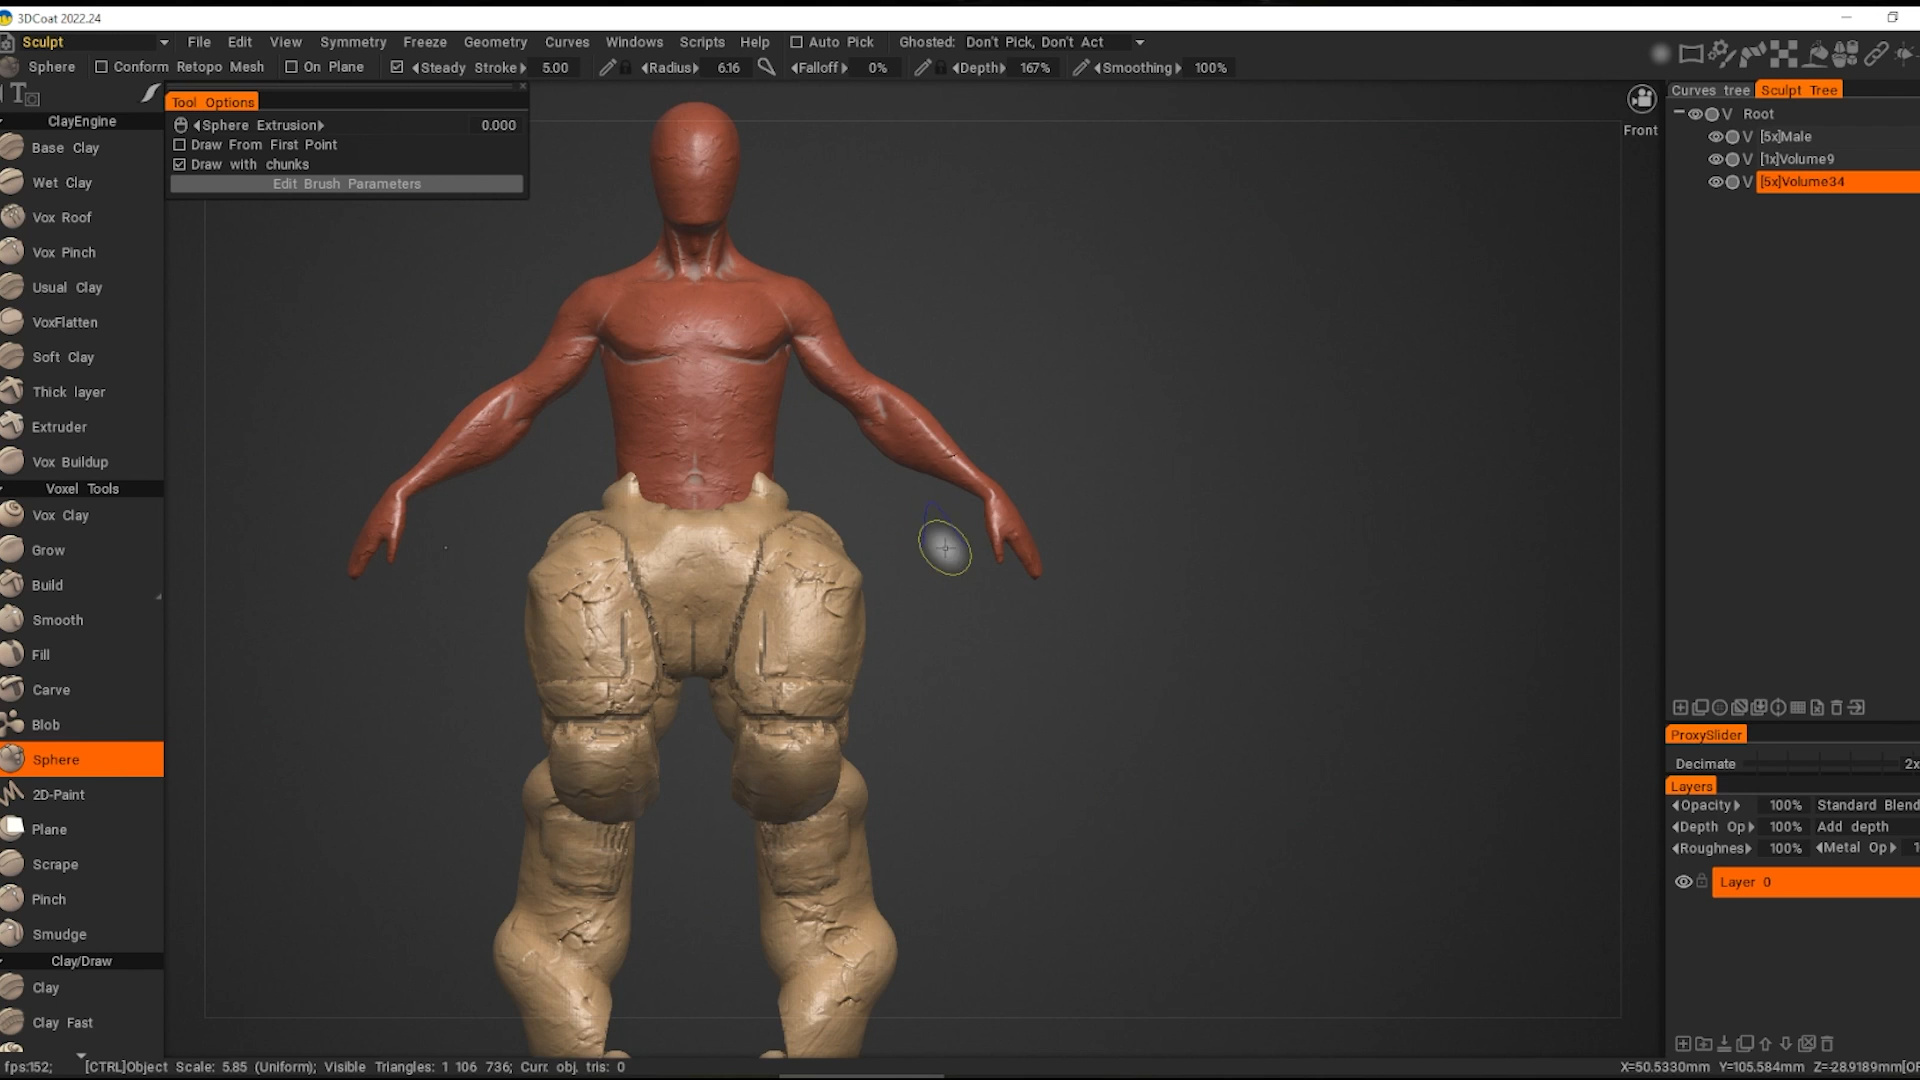 3DCoat 2022.24
Sculpt File Edit View Symmetry Freeze Geometry Curves Windows Scripts Help Auto Pick Ghosted: Don't Pick, Don't Act
Sphere Conform Retopo Mesh On Plane Steady Stroke 5.00 Radius 6.16 Falloff 0% Depth 167% Smoothing 100%
Tool Options
Sphere Extrusion 0.000
Draw From First Point
Draw with chunks
Edit Brush Parameters
ClayEngine
Base Clay
Wet Clay
Vox Roof
Vox Pinch
Usual Clay
VoxFlatten
Soft Clay
Thick layer
Extruder
Vox Buildup
Voxel Tools
Vox Clay
Grow
Build
Smooth
Fill
Carve
Blob
Sphere
2D-Paint
Plane
Scrape
Pinch
Smudge
Clay/Draw
Clay
Clay Fast
Front
Curves tree Sculpt Tree
Root
V [5x]Male
V [1x]Volume9
V [5x]Volume34
ProxySlider
Decimate 2x
Layers
Opacity 100% Standard Blend
Depth Op 100% Add depth
Roughness 100% Metal Op
Layer 0
fps:152; [CTRL]Object Scale: 5.85 (Uniform); Visible Triangles: 1 106 736; Curr. obj. tris: 0 X=50.5330mm Y=105.584mm Z=-28.9189mm